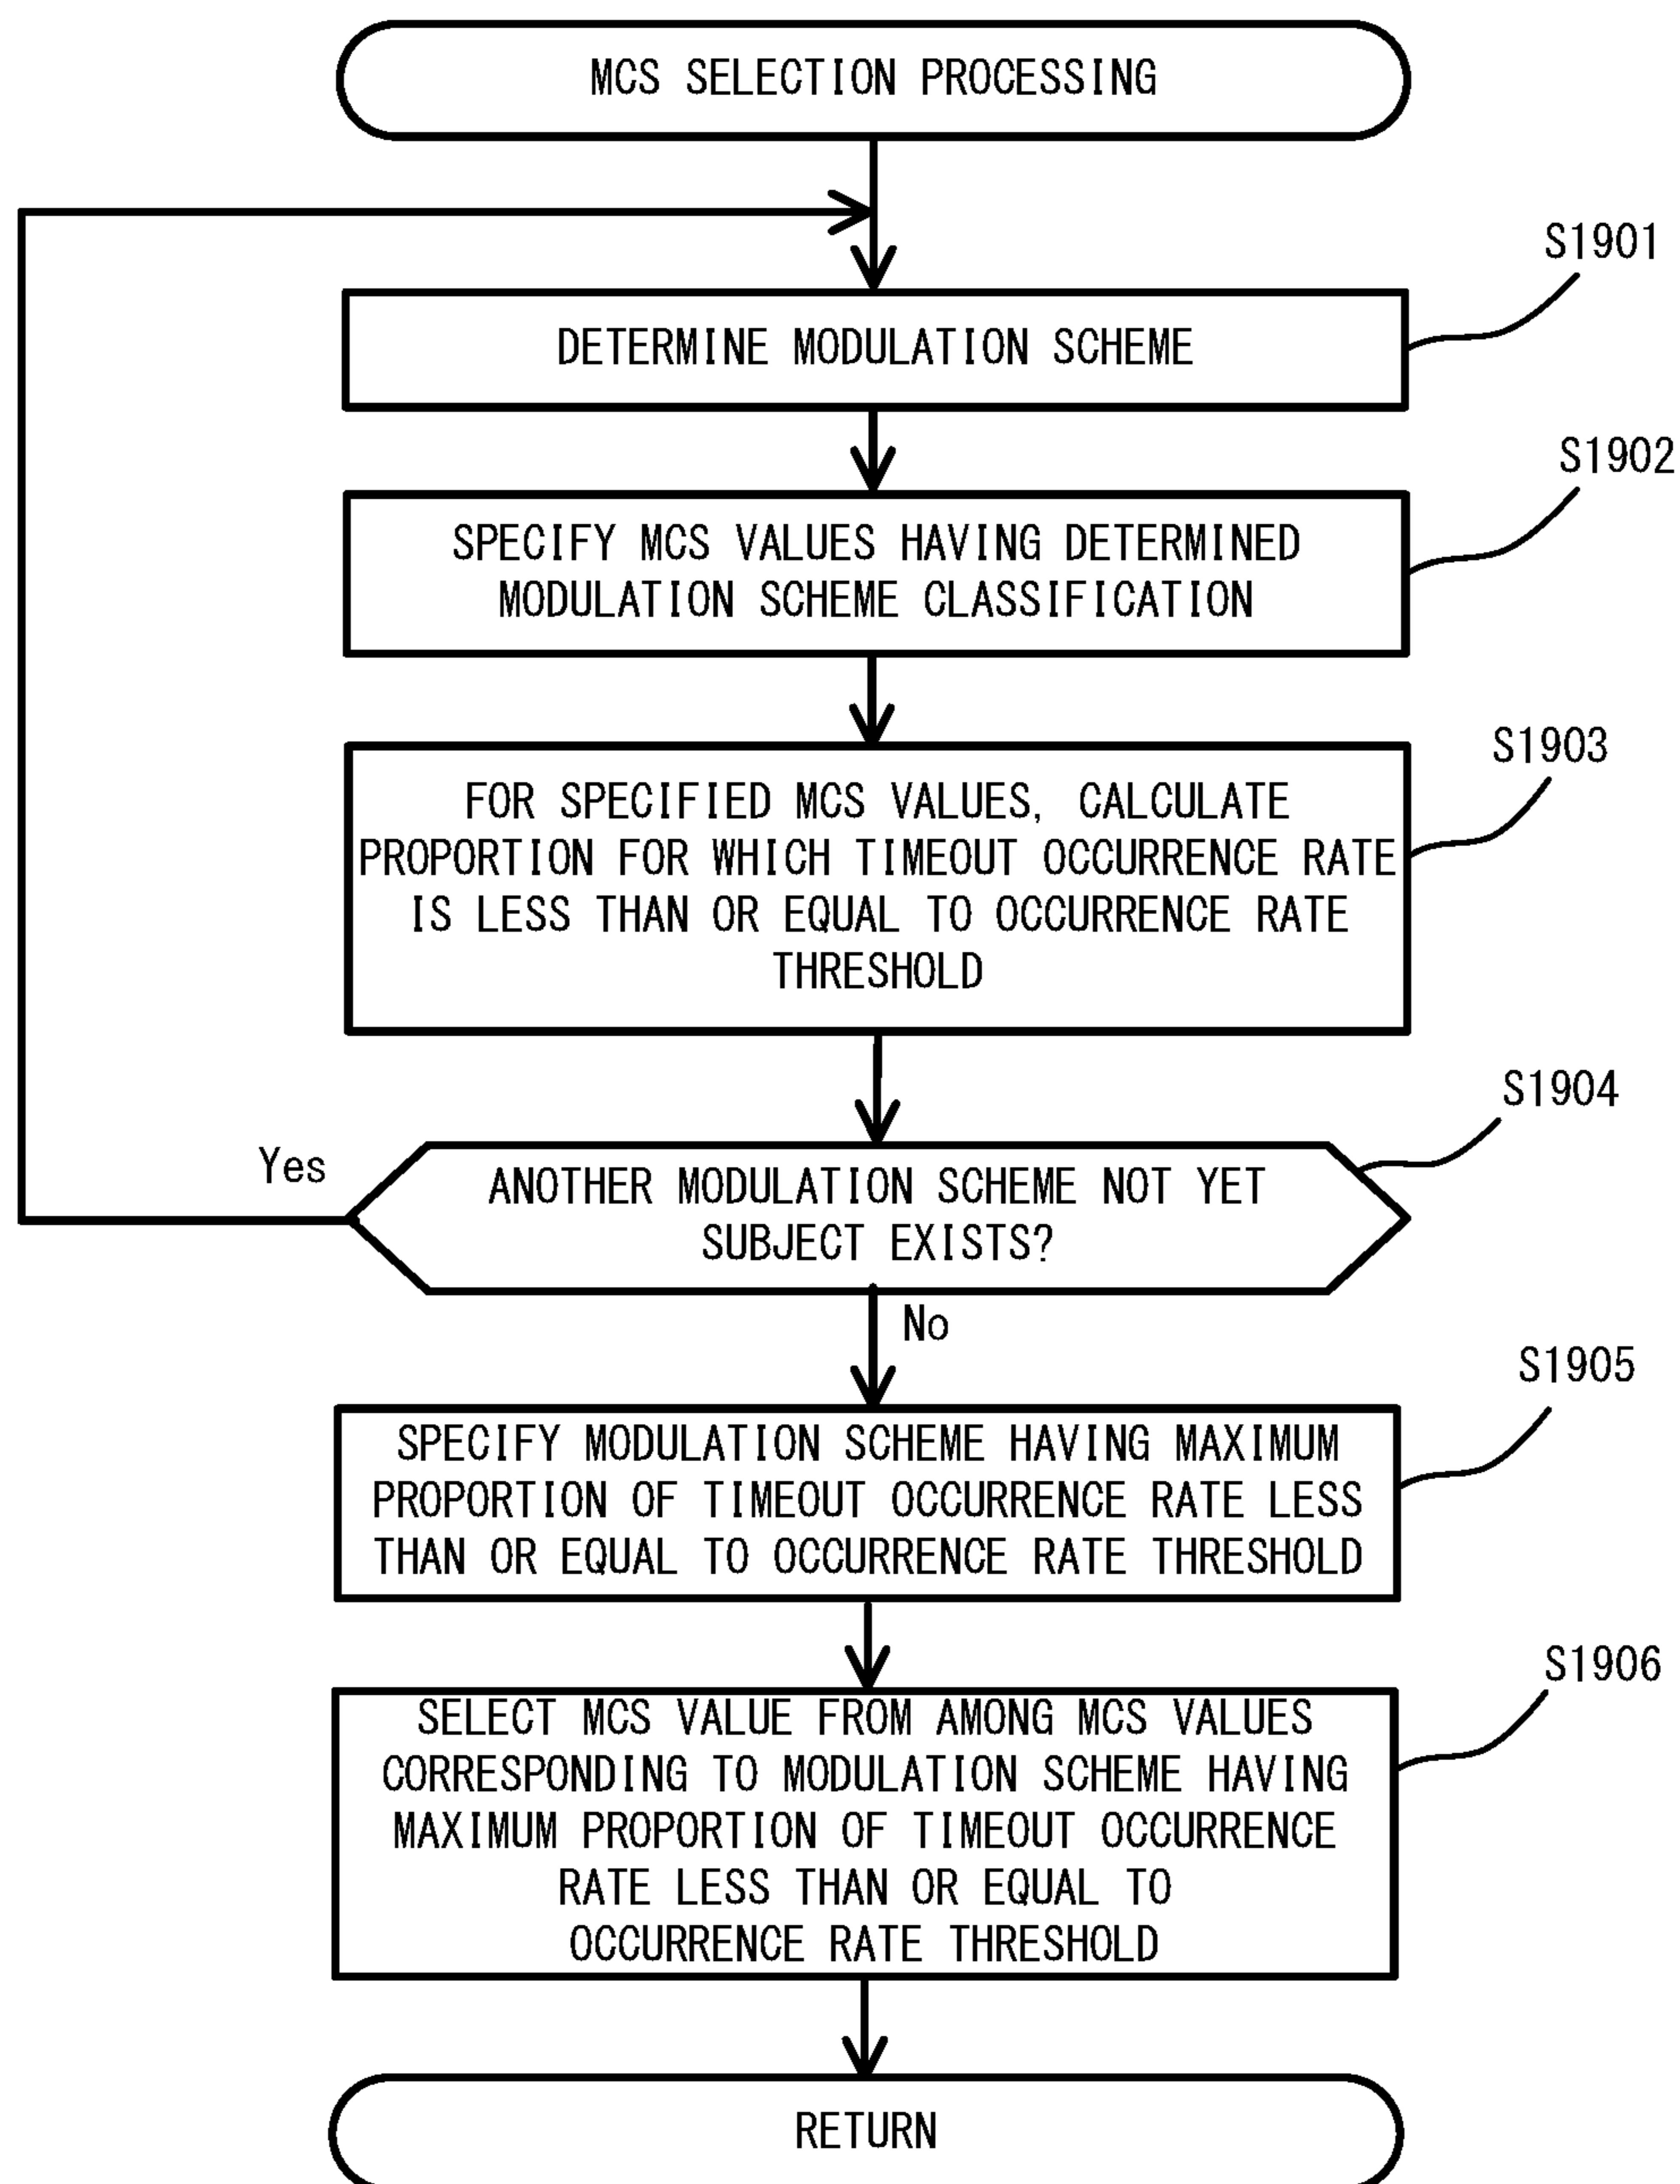 MCS SELECTION PROCESSING
S1901
DETERMINE MODULATION SCHEME
S1902
SPECIFY MCS VALUES HAVING DETERMINED
MODULATION SCHEME CLASSIFICATION
S1903
FOR SPECIFIED MCS VALUES, CALCULATE
PROPORTION FOR WHICH TIMEOUT OCCURRENCE RATE
IS LESS THAN OR EQUAL TO OCCURRENCE RATE
THRESHOLD
S1904
Yes
ANOTHER MODULATION SCHEME NOT YET
SUBJECT EXISTS?
No
S1905
SPECIFY MODULATION SCHEME HAVING MAXIMUM
PROPORTION OF TIMEOUT OCCURRENCE RATE LESS
THAN OR EQUAL TO OCCURRENCE RATE THRESHOLD
S1906
SELECT MCS VALUE FROM AMONG MCS VALUES
CORRESPONDING TO MODULATION SCHEME HAVING
MAXIMUM PROPORTION OF TIMEOUT OCCURRENCE
RATE LESS THAN OR EQUAL TO
OCCURRENCE RATE THRESHOLD
RETURN